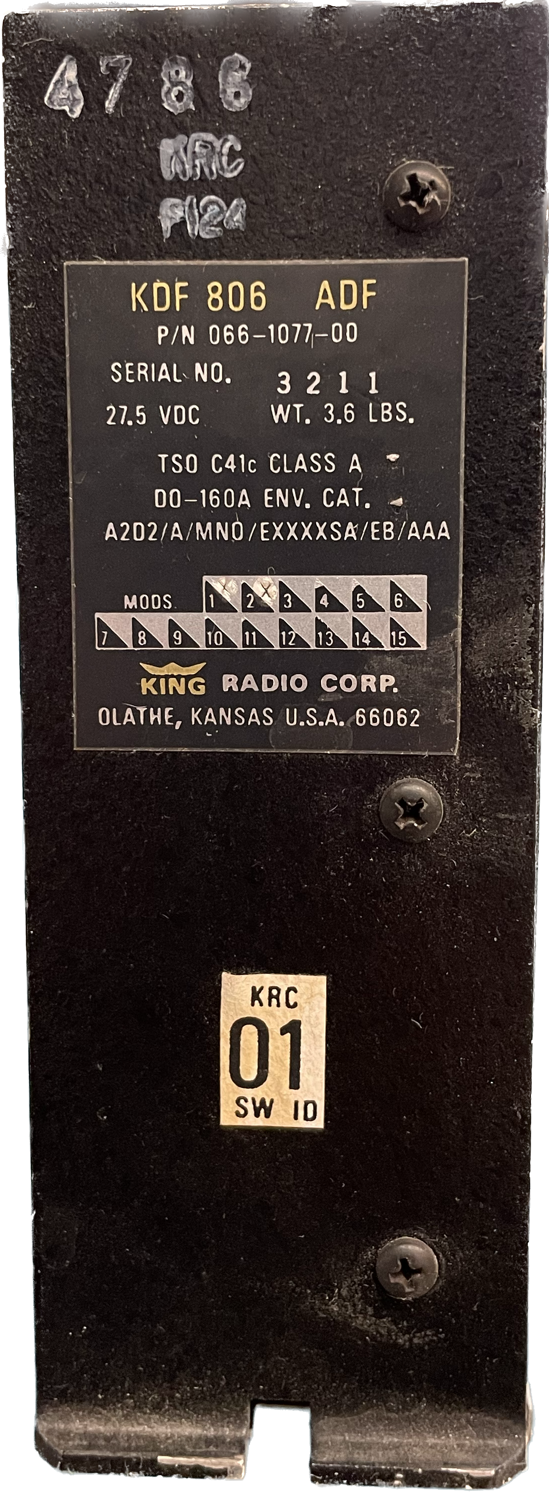 4786
KRC
P124
KDF 806 ADF
P/N 066-1077-00
SERIAL NO. 3211
27.5 VDC WT. 3.6 LBS.
TSO C41c CLASS A
DO-160A ENV. CAT.
A2D2/A/MNO/EXXXXSA/EB/AAA
MODS 1 X 2 X 3 4 5 6
7 8 9 10 11 12 13 14 15
KING RADIO CORP.
OLATHE, KANSAS U.S.A. 66062
KRC
01
SW ID